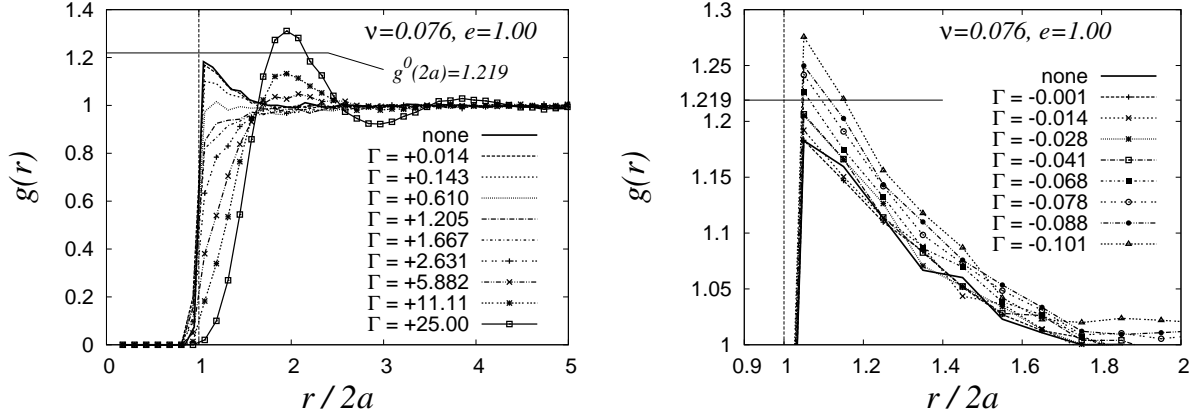 ν=0.076, e=1.00
g⁰(2a)=1.219
none
Γ = +0.014
Γ = +0.143
Γ = +0.610
Γ = +1.205
Γ = +1.667
Γ = +2.631
Γ = +5.882
Γ = +11.11
Γ = +25.00
g(r)
1.4
1.2
1
0.8
0.6
0.4
0.2
0
0 1 2 3 4 5
r / 2a
ν=0.076, e=1.00
none
Γ = -0.001
Γ = -0.014
Γ = -0.028
Γ = -0.041
Γ = -0.068
Γ = -0.078
Γ = -0.088
Γ = -0.101
g(r)
1.3
1.25
1.219
1.2
1.15
1.1
1.05
1
0.9 1 1.2 1.4 1.6 1.8 2
r / 2a